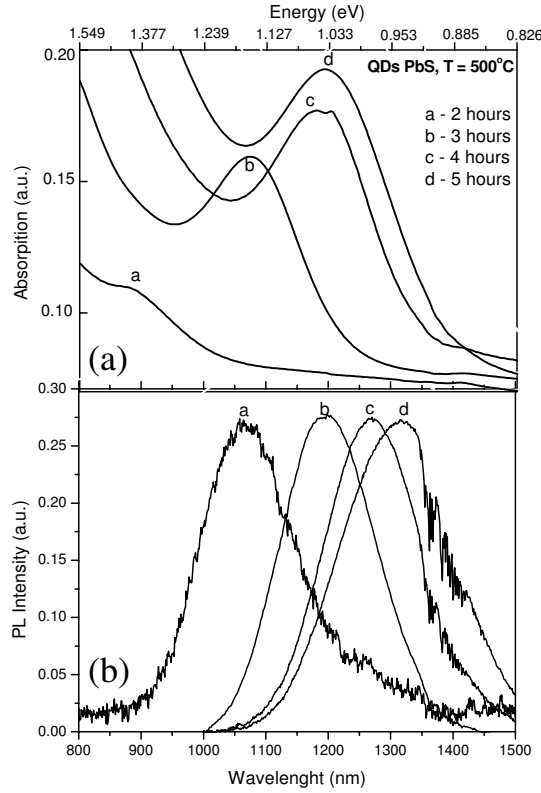 Energy (eV)
1.549 1.377 1.239 1.127 1.033 0.953 0.885 0.826
0.20
QDs PbS, T = 500°C
d
c
b
a - 2 hours
b - 3 hours
c - 4 hours
d - 5 hours
0.15
Absorpition (a.u.)
a
0.10
(a)
0.30
a b c d
0.25
0.20
0.15
PL Intensity (a.u.)
0.10
0.05
(b)
0.00
800 900 1000 1100 1200 1300 1400 1500
Wavelenght (nm)